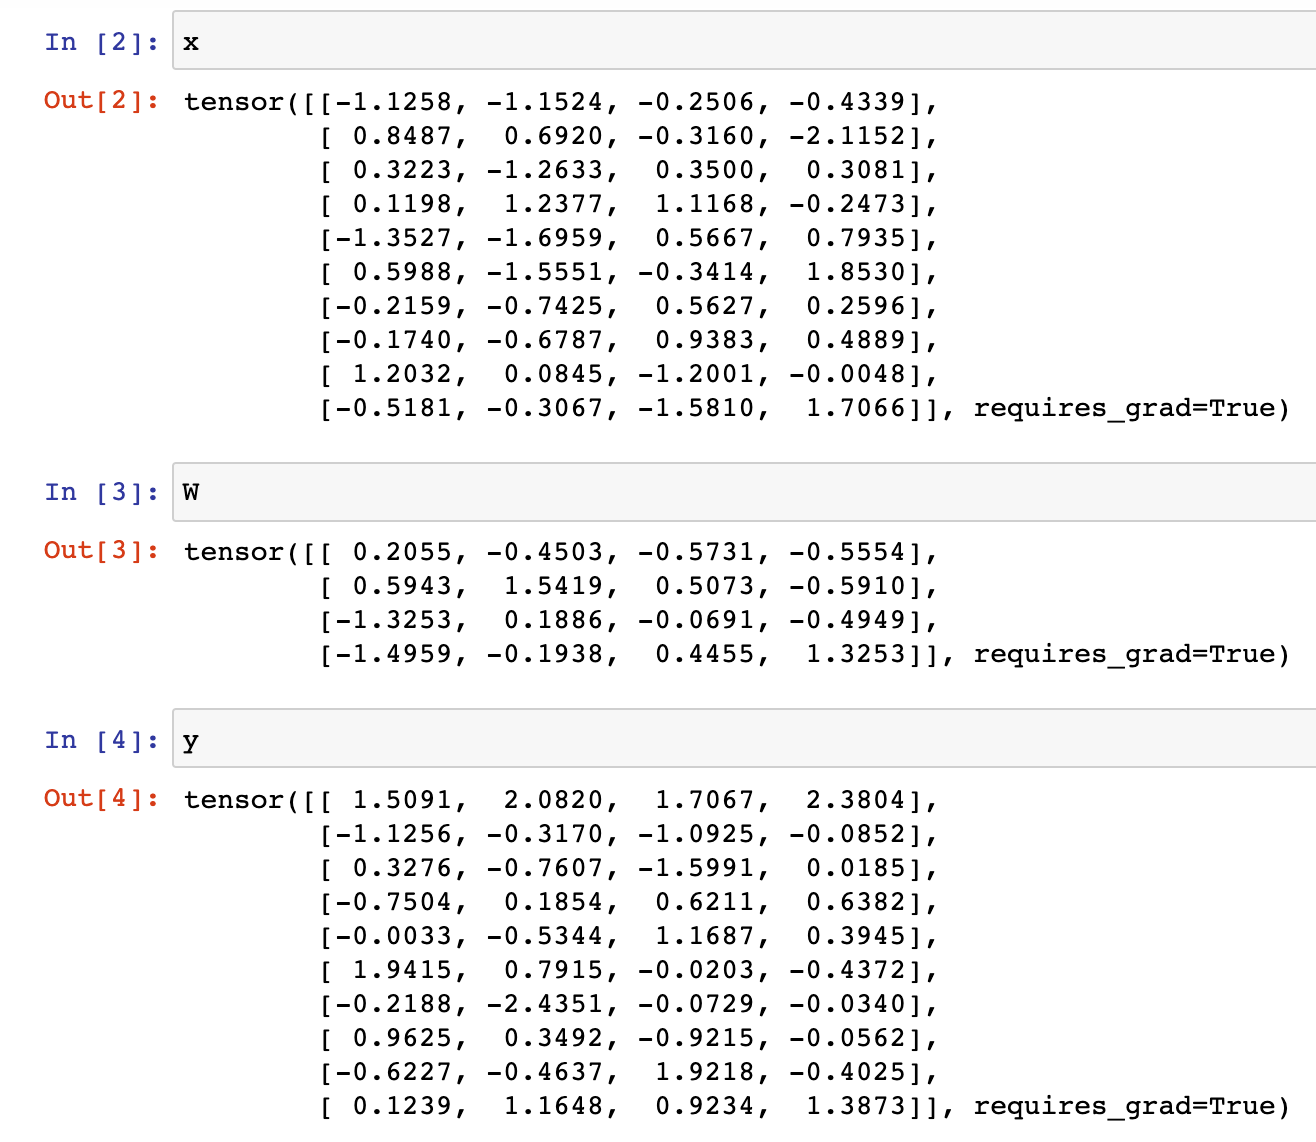 In [2]: x
Out[2]: tensor([[-1.1258, -1.1524, -0.2506, -0.4339],
[ 0.8487, 0.6920, -0.3160, -2.1152],
[ 0.3223, -1.2633, 0.3500, 0.3081],
[ 0.1198, 1.2377, 1.1168, -0.2473],
[-1.3527, -1.6959, 0.5667, 0.7935],
[ 0.5988, -1.5551, -0.3414, 1.8530],
[-0.2159, -0.7425, 0.5627, 0.2596],
[-0.1740, -0.6787, 0.9383, 0.4889],
[ 1.2032, 0.0845, -1.2001, -0.0048],
[-0.5181, -0.3067, -1.5810, 1.7066]], requires_grad=True)
In [3]: W
Out[3]: tensor([[ 0.2055, -0.4503, -0.5731, -0.5554],
[ 0.5943, 1.5419, 0.5073, -0.5910],
[-1.3253, 0.1886, -0.0691, -0.4949],
[-1.4959, -0.1938, 0.4455, 1.3253]], requires_grad=True)
In [4]: y
Out[4]: tensor([[ 1.5091, 2.0820, 1.7067, 2.3804],
[-1.1256, -0.3170, -1.0925, -0.0852],
[ 0.3276, -0.7607, -1.5991, 0.0185],
[-0.7504, 0.1854, 0.6211, 0.6382],
[-0.0033, -0.5344, 1.1687, 0.3945],
[ 1.9415, 0.7915, -0.0203, -0.4372],
[-0.2188, -2.4351, -0.0729, -0.0340],
[ 0.9625, 0.3492, -0.9215, -0.0562],
[-0.6227, -0.4637, 1.9218, -0.4025],
[ 0.1239, 1.1648, 0.9234, 1.3873]], requires_grad=True)